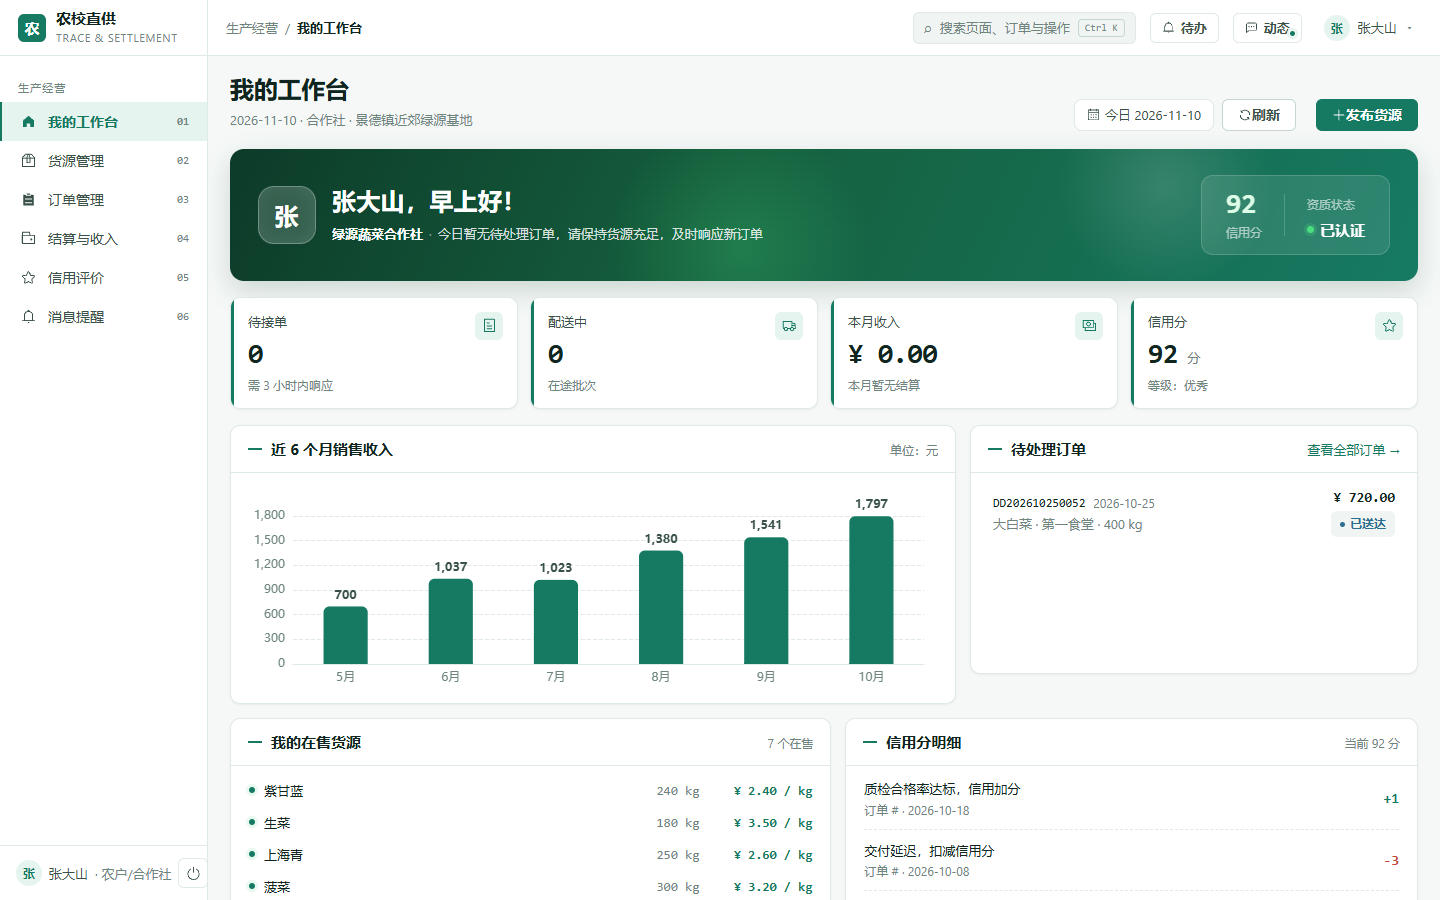 农
农校直供
TRACE & SETTLEMENT
生产经营
我的工作台 01
货源管理 02
订单管理 03
结算与收入 04
信用评价 05
消息提醒 06
张 张大山 · 农户/合作社
生产经营 / 我的工作台
搜索页面、订单与操作 Ctrl K
待办
动态
张 张大山
我的工作台
2026-11-10 · 合作社 · 景德镇近郊绿源基地
今日 2026-11-10
刷新
发布货源
张
张大山，早上好！
绿源蔬菜合作社 · 今日暂无待处理订单，请保持货源充足，及时响应新订单
92
信用分
资质状态
已认证
待接单
0
需 3 小时内响应
配送中
0
在途批次
本月收入
¥ 0.00
本月暂无结算
信用分
92 分
等级：优秀
近 6 个月销售收入
单位：元
1,800
1,500
1,200
900
600
300
0
700
1,037
1,023
1,380
1,541
1,797
5月
6月
7月
8月
9月
10月
待处理订单
查看全部订单 →
DD202610250052 2026-10-25
¥ 720.00
大白菜 · 第一食堂 · 400 kg
已送达
我的在售货源
7 个在售
紫甘蓝 240 kg ¥ 2.40 / kg
生菜 180 kg ¥ 3.50 / kg
上海青 250 kg ¥ 2.60 / kg
菠菜 300 kg ¥ 3.20 / kg
信用分明细
当前 92 分
质检合格率达标，信用加分
订单 # · 2026-10-18
+1
交付延迟，扣减信用分
订单 # · 2026-10-08
-3